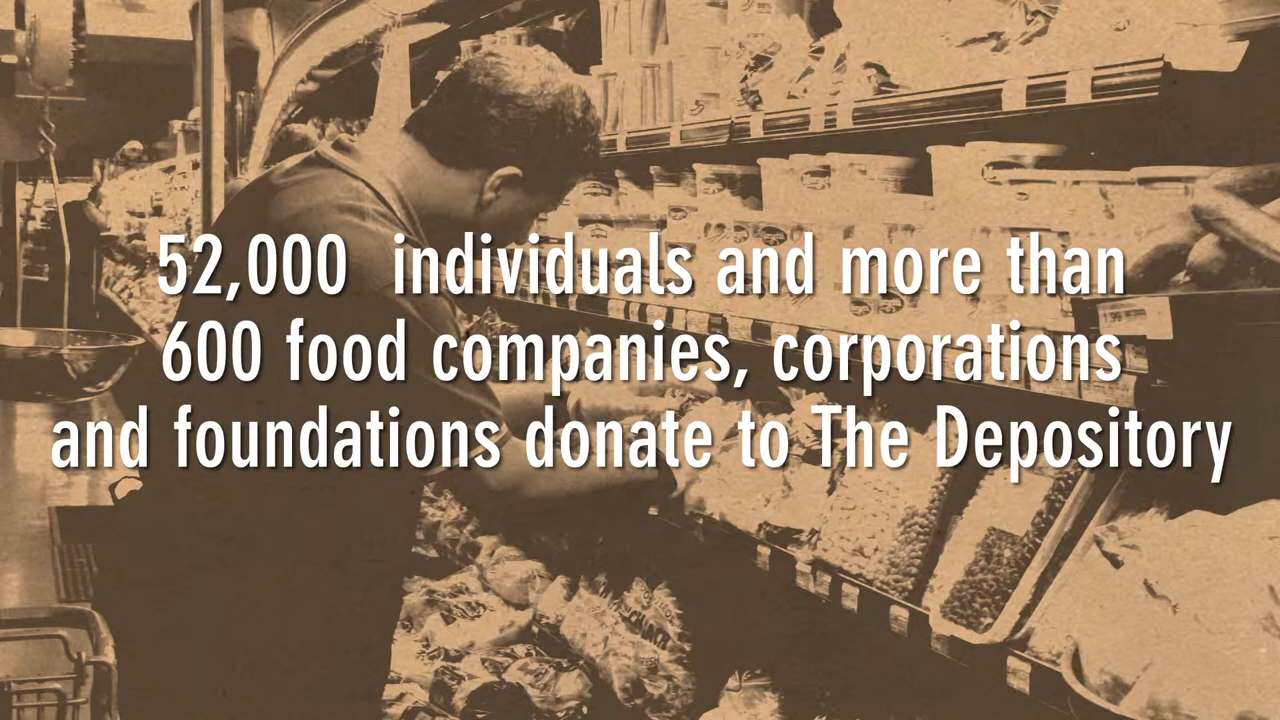 52,000 individuals and more than
600 food companies, corporations
and foundations donate to The Depository